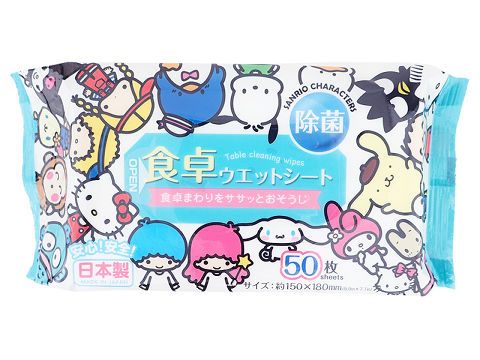 SANRIO CHARACTERS
除菌
OPEN
食卓
Table cleaning wipes
ウエットシート
食卓まわりをササッとおそうじ
安心!安全!
日本製
MADE IN JAPAN
50枚
sheets
サイズ:約150×180mm